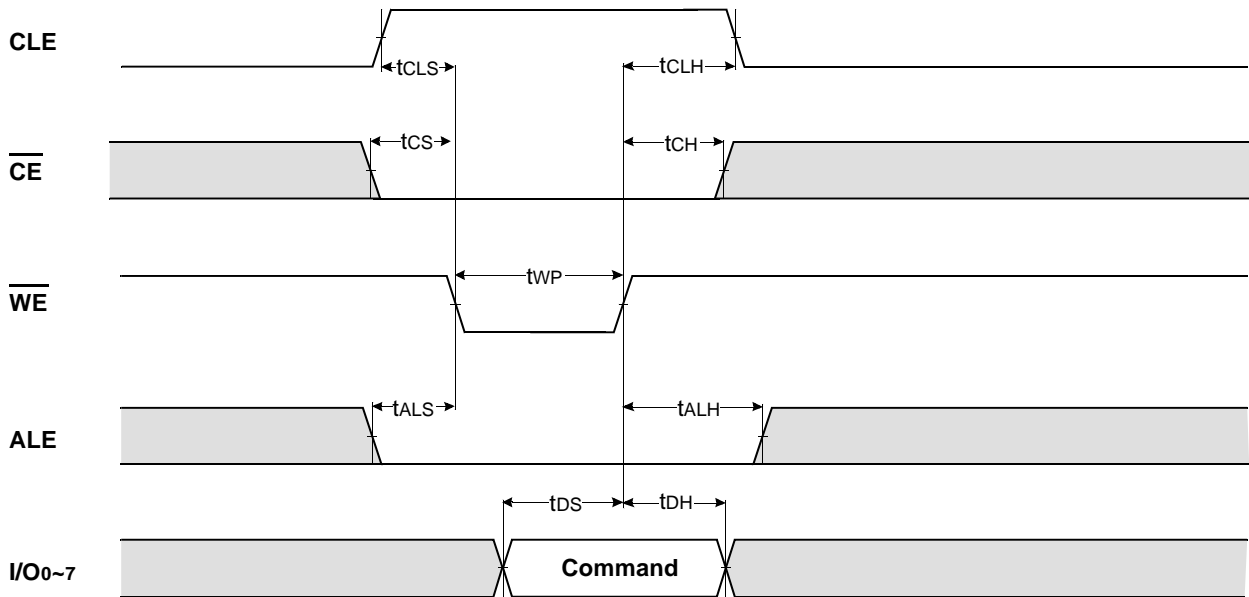 CLE
tCLS
tCLH
CE
tCS
tCH
WE
tWP
ALE
tALS
tALH
tDS
tDH
I/O0~7
Command